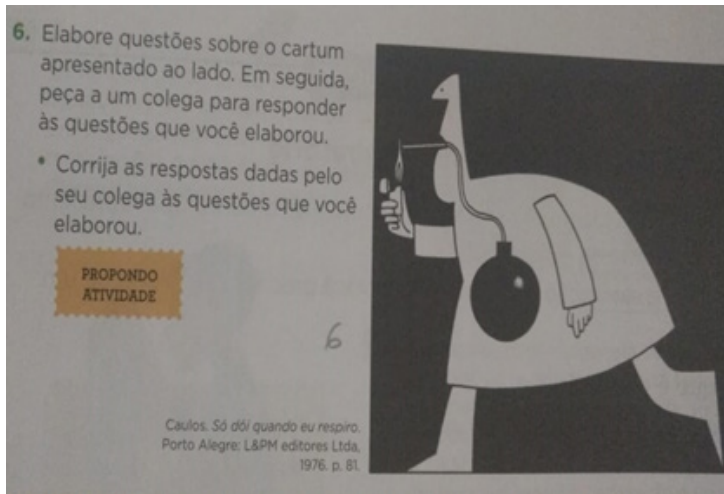 6. Elabore questões sobre o cartum
apresentado ao lado. Em seguida,
peça a um colega para responder
às questões que você elaborou.
• Corrija as respostas dadas pelo
seu colega às questões que você
elaborou.
PROPONDO
ATIVIDADE
6
Caulos. Só dói quando eu respiro.
Porto Alegre: L&PM editores Ltda,
1976. p. 81.